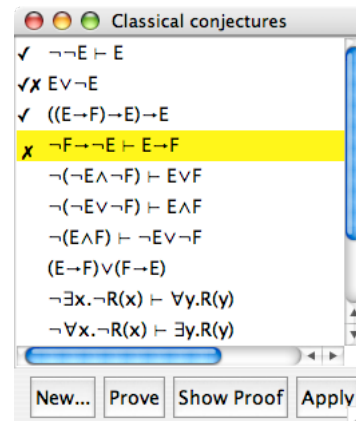 Classical conjectures
✓ ¬¬E ⊢ E
✓✗ E∨¬E
✓ ((E→F)→E)→E
✗ ¬F→¬E ⊢ E→F
¬(¬E∧¬F) ⊢ E∨F
¬(¬E∨¬F) ⊢ E∧F
¬(E∧F) ⊢ ¬E∨¬F
(E→F)∨(F→E)
¬∃x.¬R(x) ⊢ ∀y.R(y)
¬∀x.¬R(x) ⊢ ∃y.R(y)
New... Prove Show Proof Apply